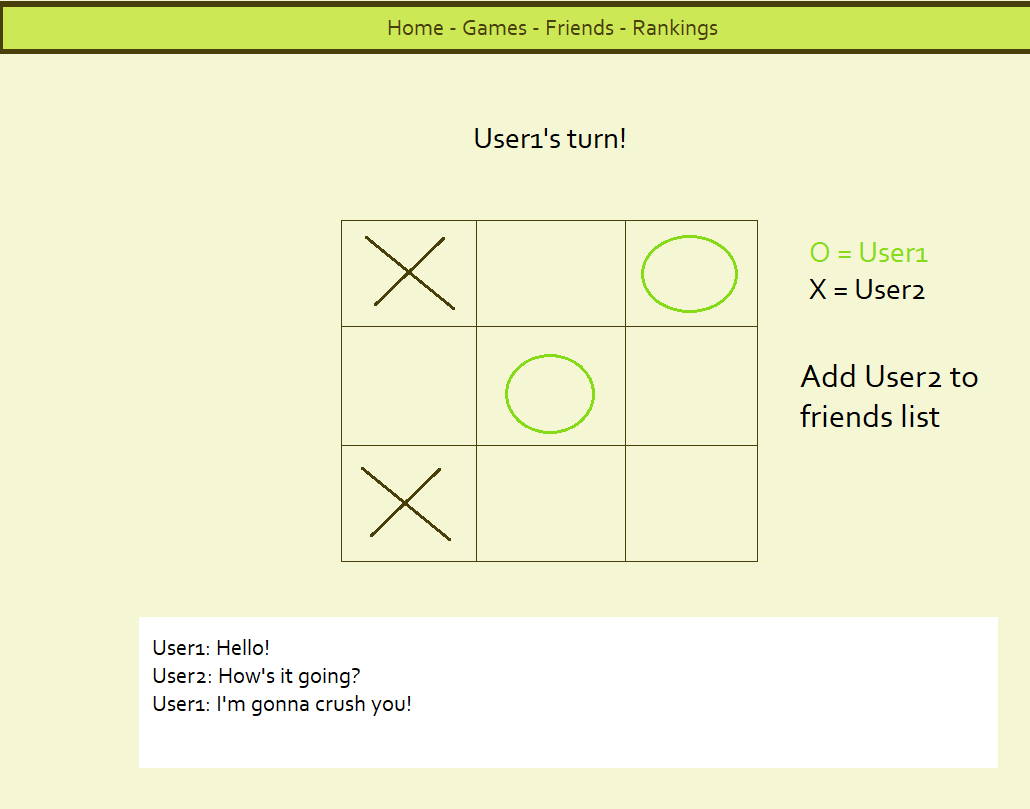 Home - Games - Friends - Rankings
User1's turn!
O = User1
X = User2
Add User2 to
friends list
User1: Hello!
User2: How's it going?
User1: I'm gonna crush you!